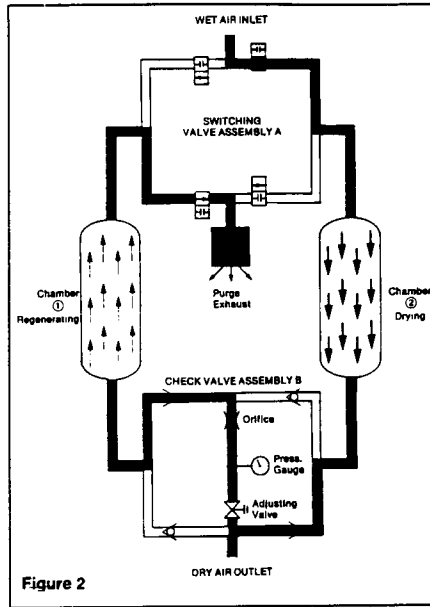 WET AIR INLET
SWITCHING
VALVE ASSEMBLY A
Purge
Exhaust
Chamber
①
Regenerating
Chamber
②
Drying
CHECK VALVE ASSEMBLY B
Orifice
Press.
Gauge
Adjusting
Valve
DRY AIR OUTLET
Figure 2